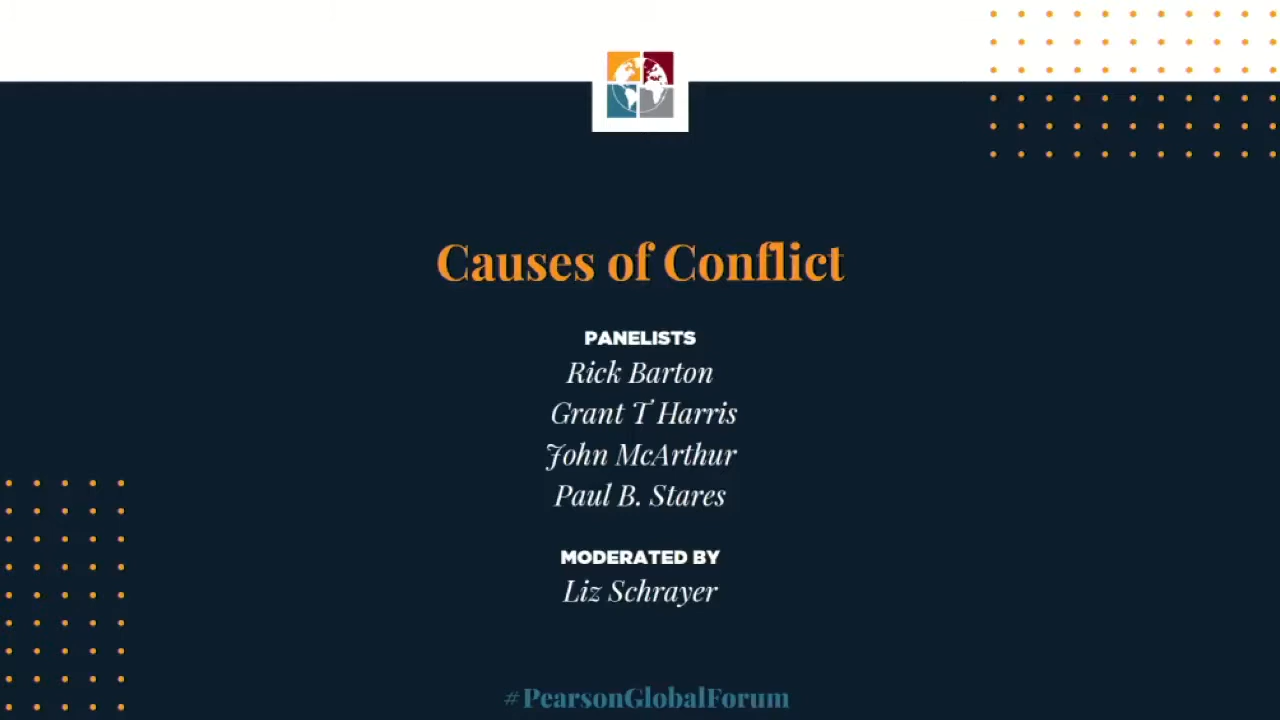 Causes of Conflict
PANELISTS
Rick Barton
Grant T Harris
John McArthur
Paul B. Stares
MODERATED BY
Liz Schrayer
#PearsonGlobalForum